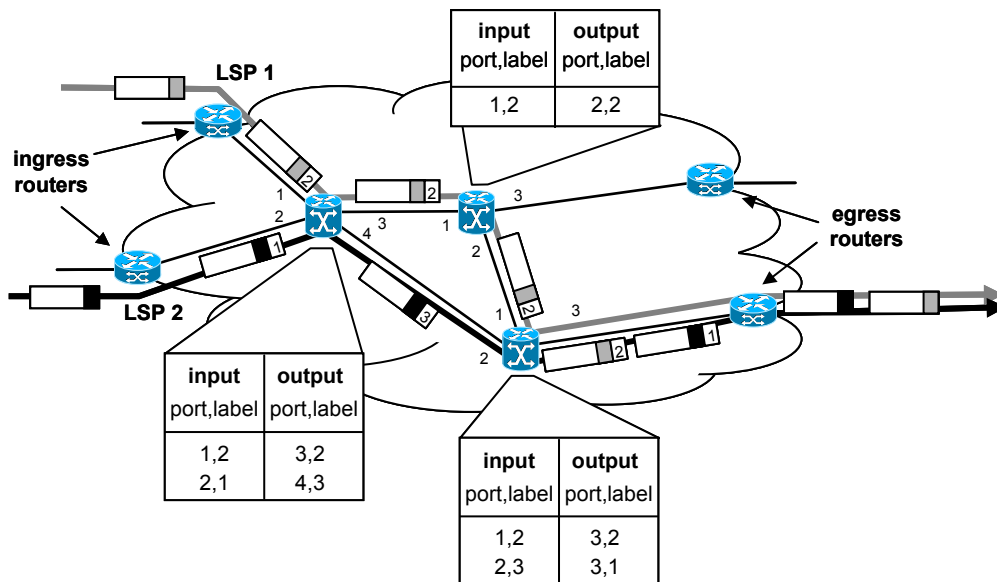 input output
port,label port,label
1,2 2,2
LSP 1
ingress
routers
2
1
2
3
4
2
1
3
2
egress
routers
1
LSP 2
3
2
1
2
3
2
1
input output
port,label port,label
1,2 3,2
2,1 4,3
input output
port,label port,label
1,2 3,2
2,3 3,1